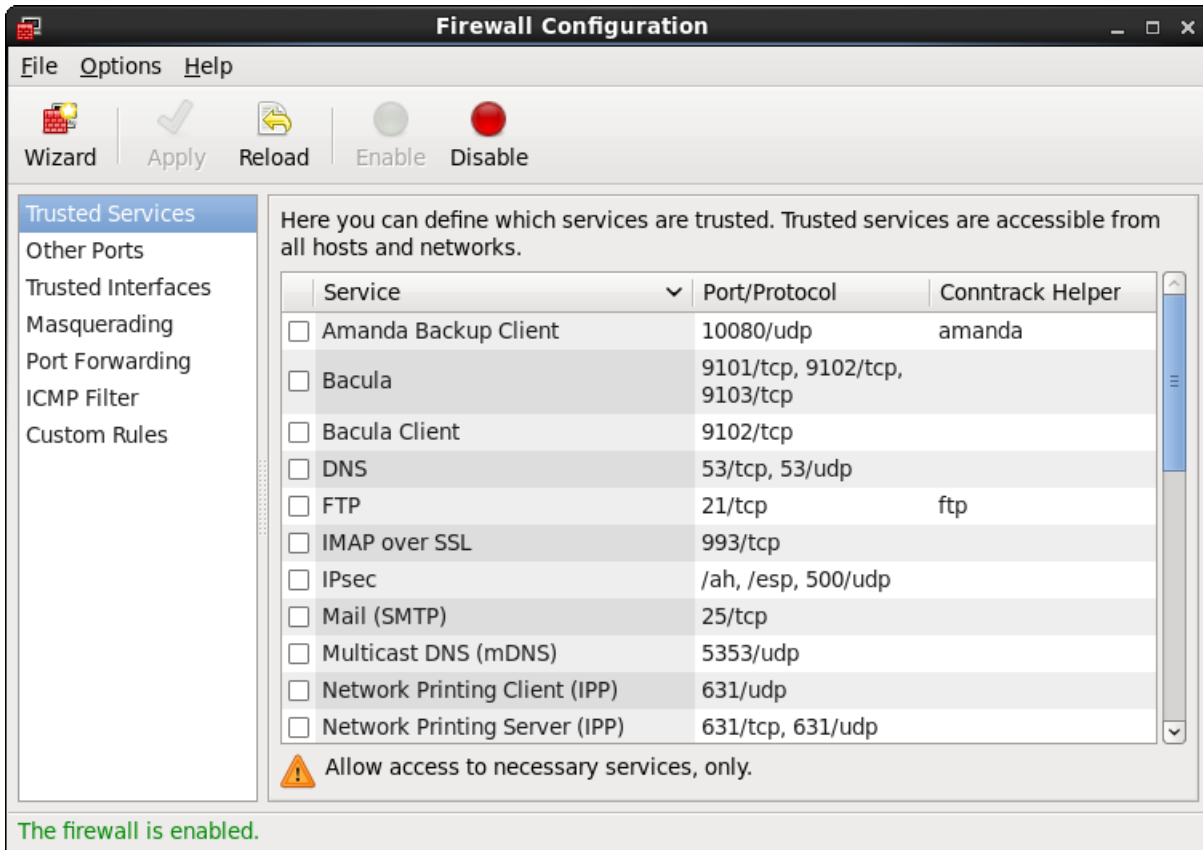 Firewall Configuration
File Options Help
Wizard Apply Reload Enable Disable
Trusted Services
Other Ports
Trusted Interfaces
Masquerading
Port Forwarding
ICMP Filter
Custom Rules
Here you can define which services are trusted. Trusted services are accessible from
all hosts and networks.
Service Port/Protocol Conntrack Helper
Amanda Backup Client 10080/udp amanda
Bacula 9101/tcp, 9102/tcp,
9103/tcp
Bacula Client 9102/tcp
DNS 53/tcp, 53/udp
FTP 21/tcp ftp
IMAP over SSL 993/tcp
IPsec /ah, /esp, 500/udp
Mail (SMTP) 25/tcp
Multicast DNS (mDNS) 5353/udp
Network Printing Client (IPP) 631/udp
Network Printing Server (IPP) 631/tcp, 631/udp
Allow access to necessary services, only.
The firewall is enabled.